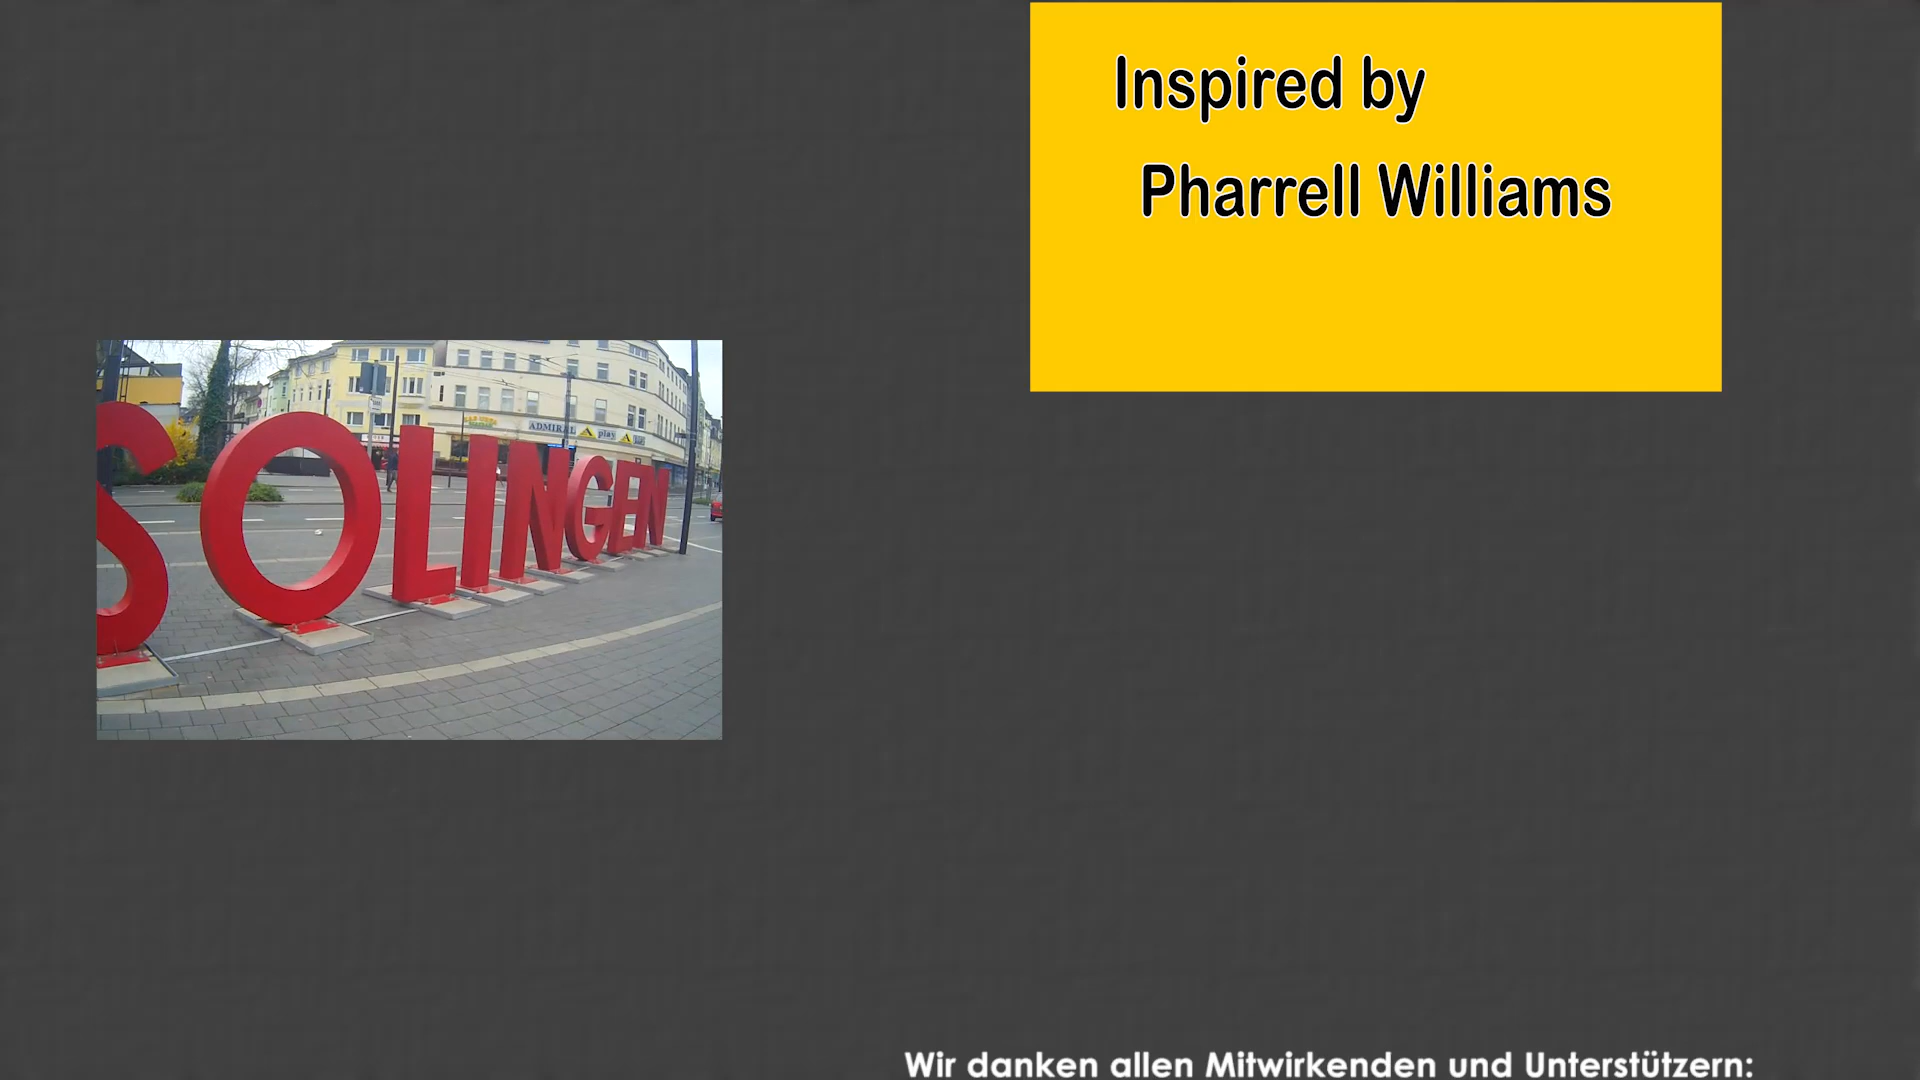 Inspired by
Pharrell Williams
SOLINGEN
ADMIRAL
play
Wir danken allen Mitwirkenden und Unterstützern: